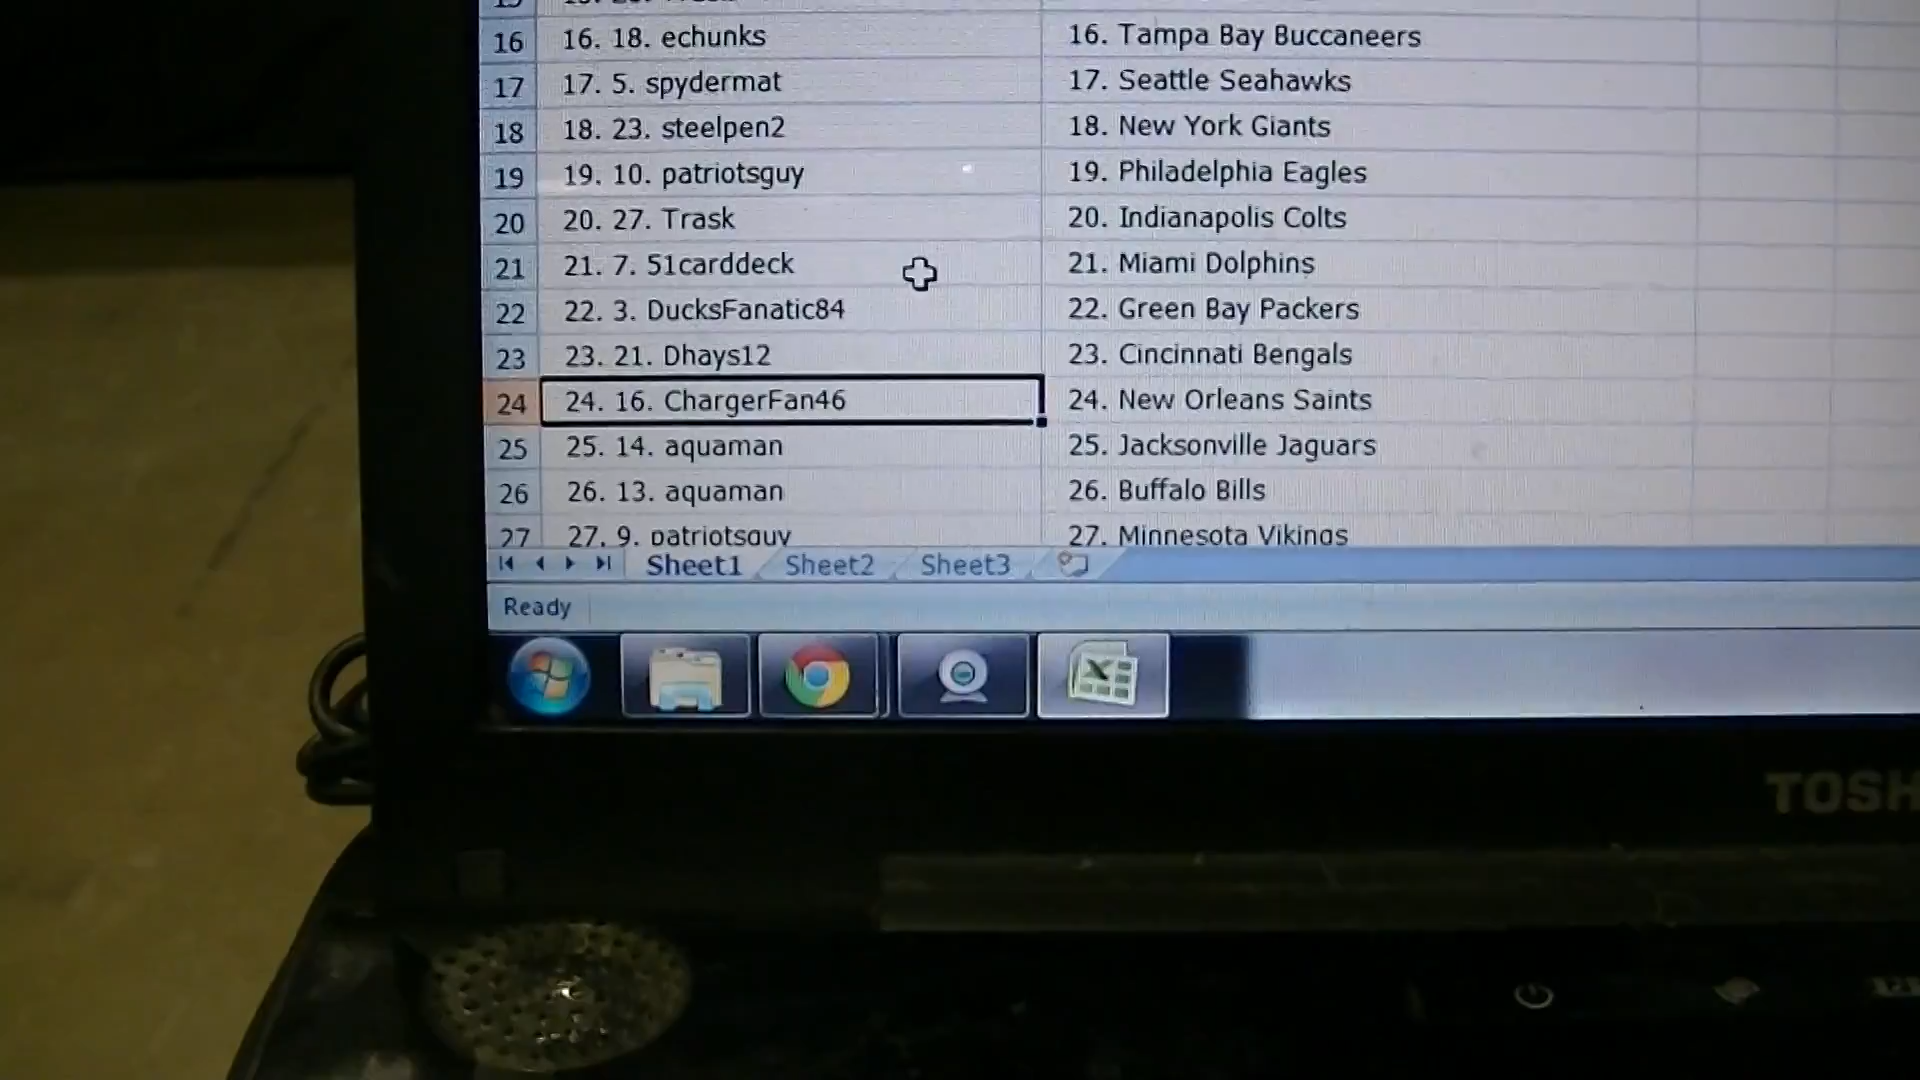 16 16. 18. echunks 16. Tampa Bay Buccaneers
17 17. 5. spydermat 17. Seattle Seahawks
18 18. 23. steelpen2 18. New York Giants
19 19. 10. patriotsguy 19. Philadelphia Eagles
20 20. 27. Trask 20. Indianapolis Colts
21 21. 7. 51carddeck 21. Miami Dolphins
22 22. 3. DucksFanatic84 22. Green Bay Packers
23 23. 21. Dhays12 23. Cincinnati Bengals
24 24. 16. ChargerFan46 24. New Orleans Saints
25 25. 14. aquaman 25. Jacksonville Jaguars
26 26. 13. aquaman 26. Buffalo Bills
27 27. 9. patriotsguy 27. Minnesota Vikings
Sheet1 Sheet2 Sheet3
Ready
TOSH